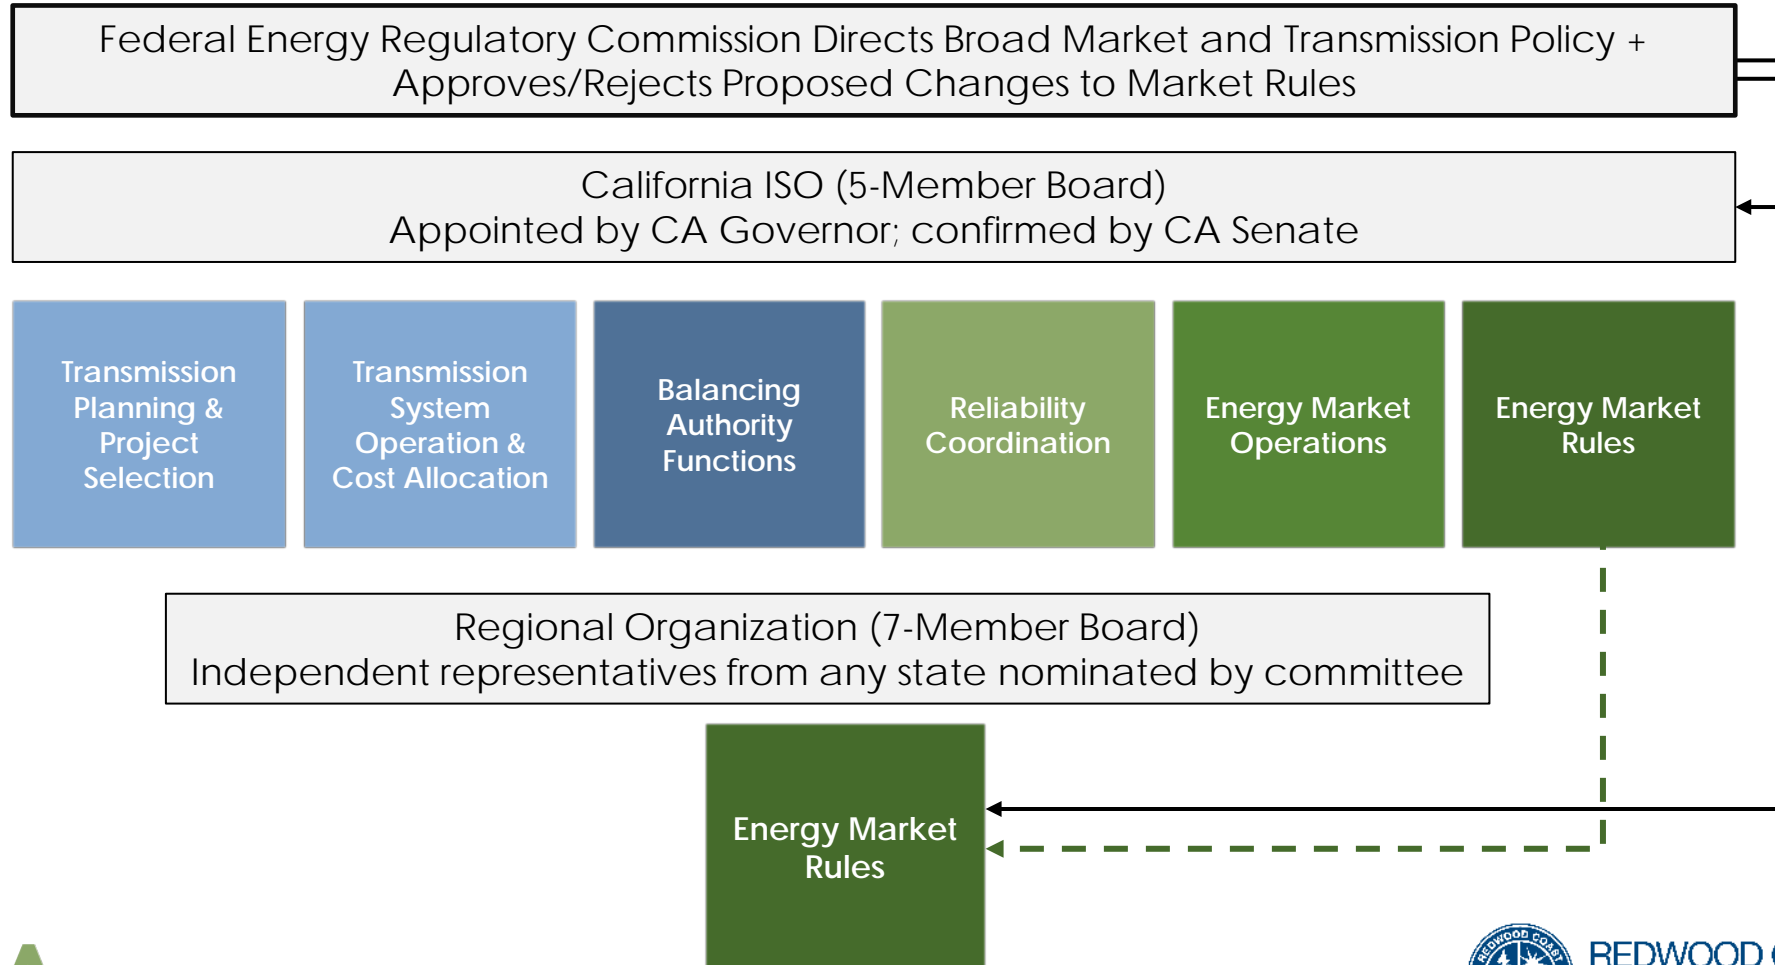 Federal Energy Regulatory Commission Directs Broad Market and Transmission Policy +
Approves/Rejects Proposed Changes to Market Rules
California ISO (5-Member Board)
Appointed by CA Governor; confirmed by CA Senate
Transmission
Planning &
Project
Selection
Transmission
System
Operation &
Cost Allocation
Balancing
Authority
Functions
Reliability
Coordination
Energy Market
Operations
Energy Market
Rules
Regional Organization (7-Member Board)
Independent representatives from any state nominated by committee
Energy Market
Rules
REDWOOD COAST
REDWOOD